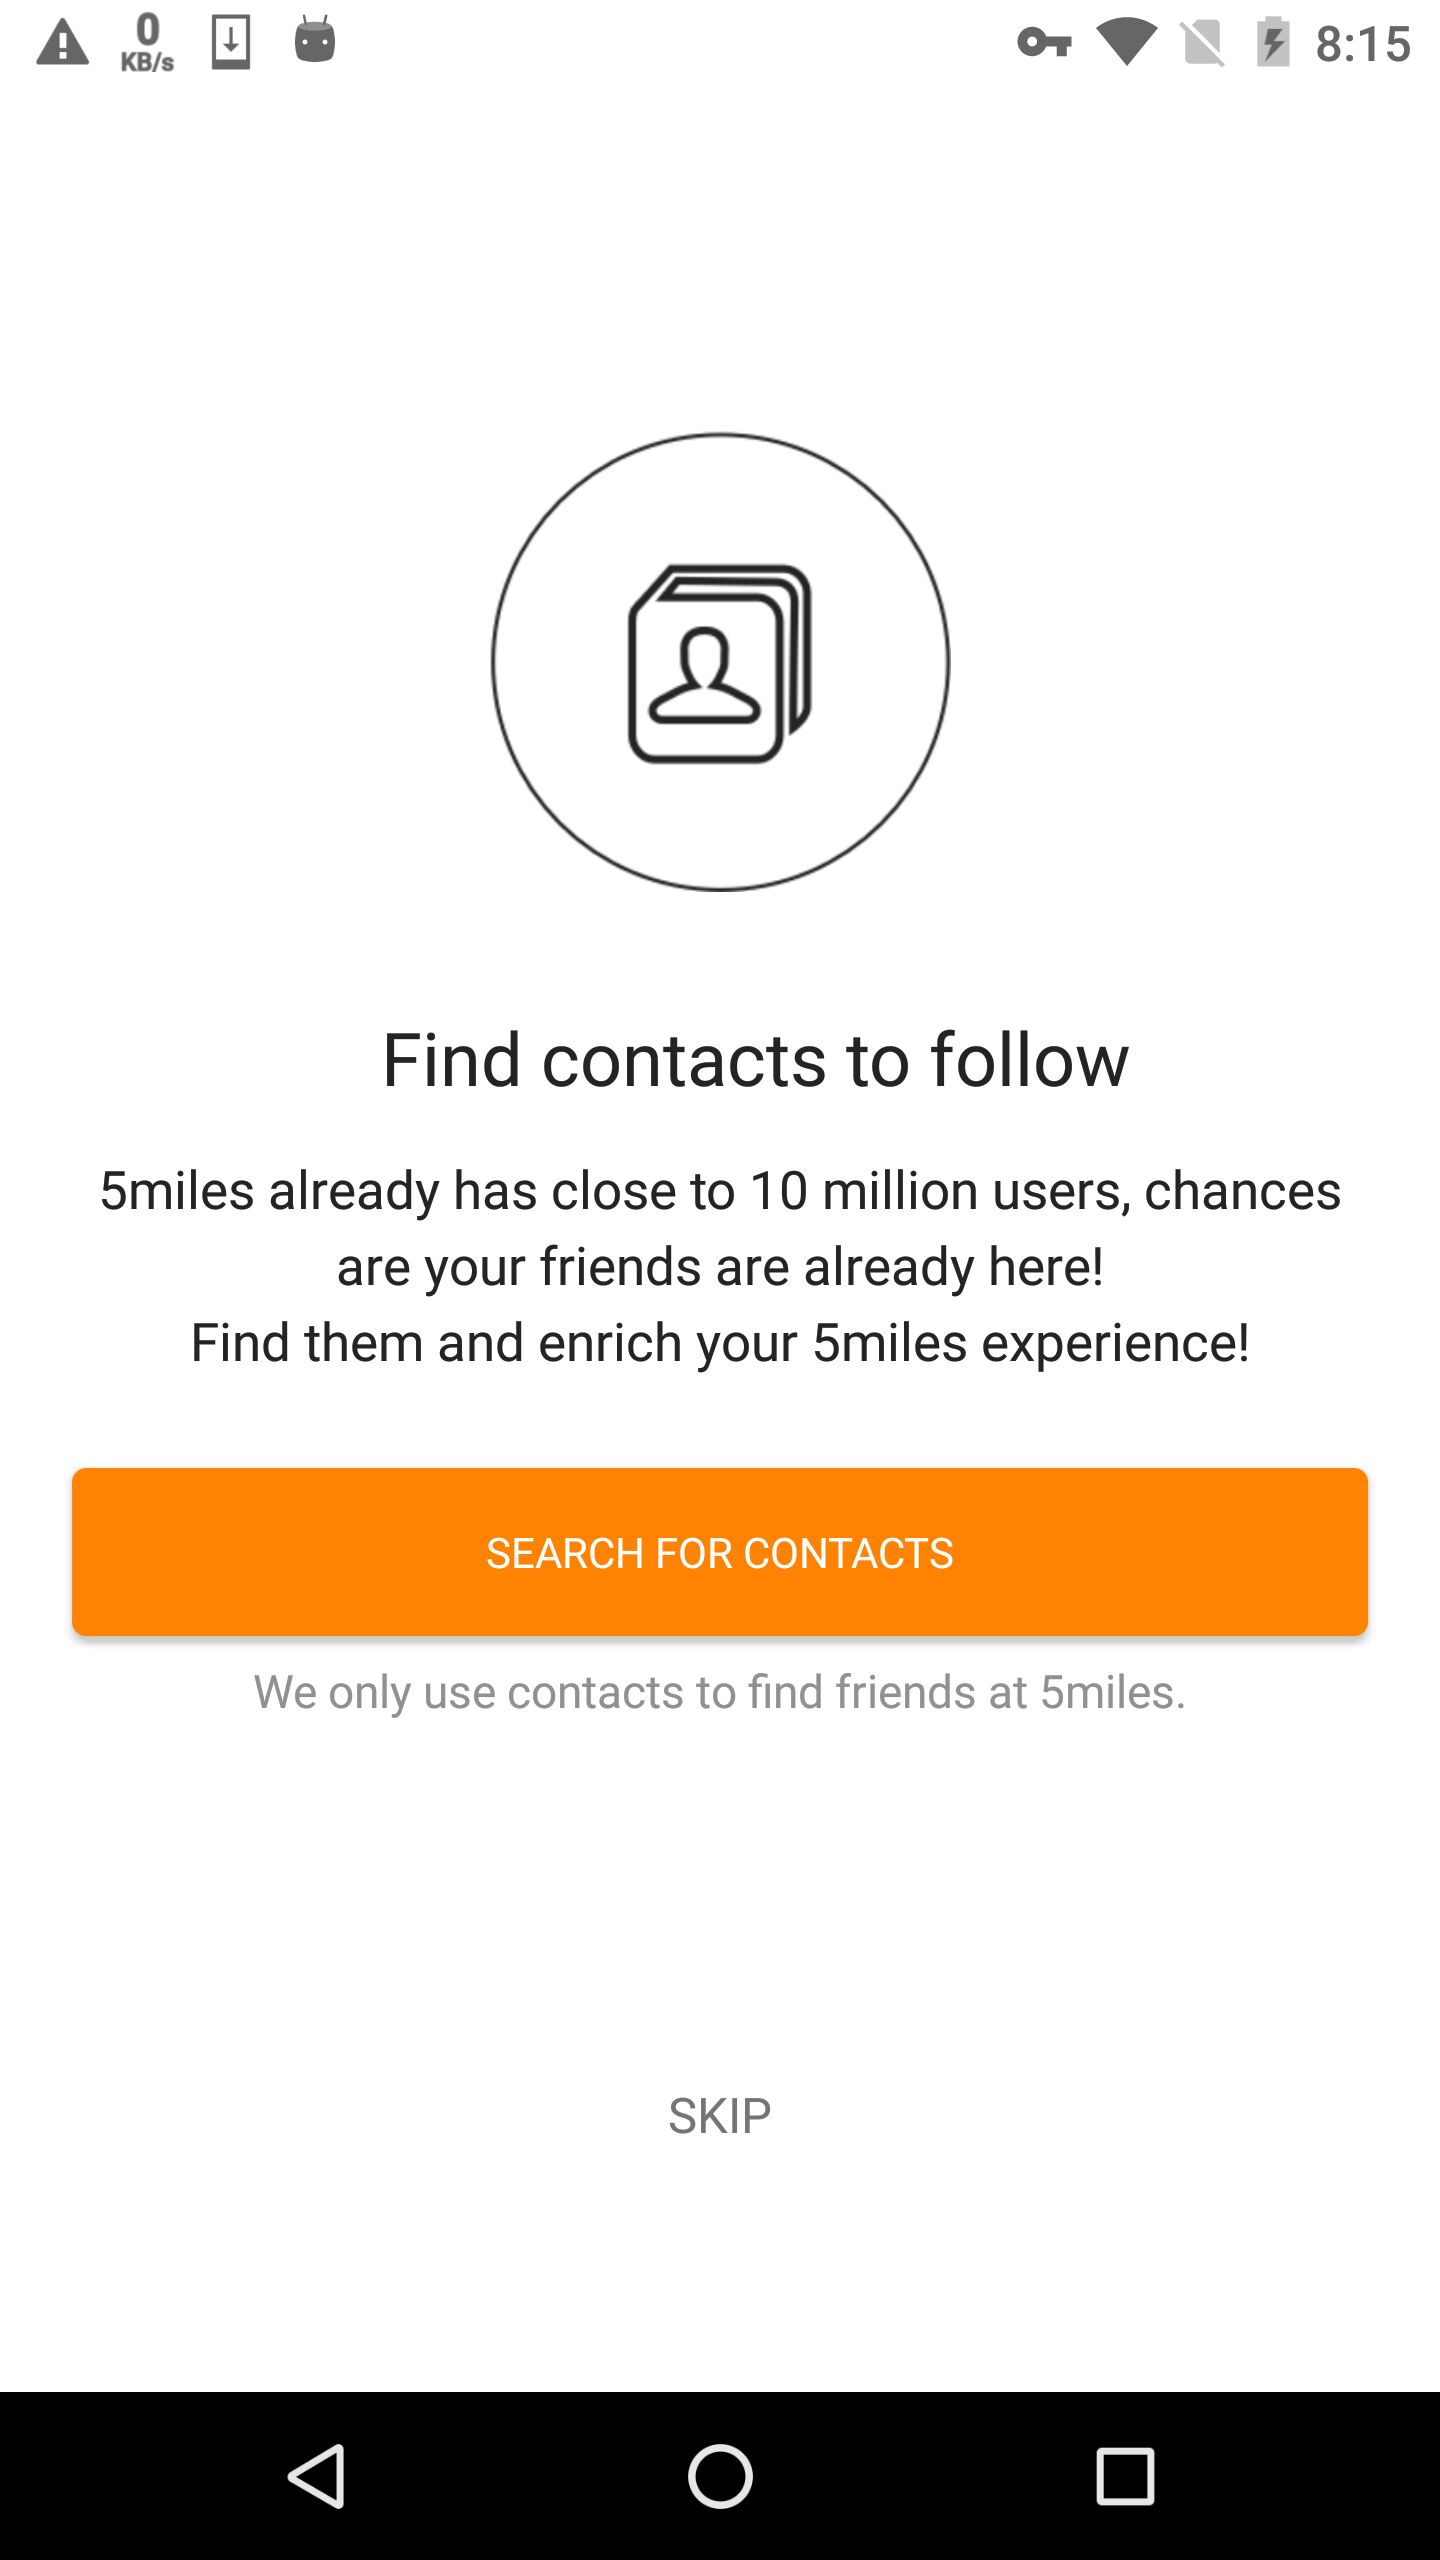 0
KB/s
8:15
Find contacts to follow
5miles already has close to 10 million users, chances
are your friends are already here!
Find them and enrich your 5miles experience!
SEARCH FOR CONTACTS
We only use contacts to find friends at 5miles.
SKIP